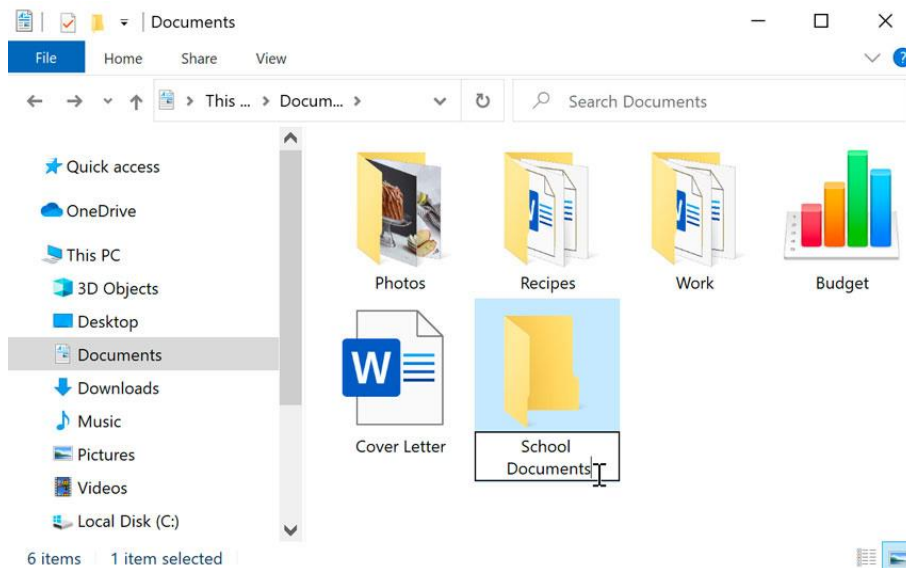 Documents
File Home Share View
This ... Docum...
Search Documents
Quick access
OneDrive
This PC
3D Objects
Desktop
Documents
Downloads
Music
Pictures
Videos
Local Disk (C:)
Photos Recipes Work Budget
Cover Letter
School
Documents
6 items 1 item selected